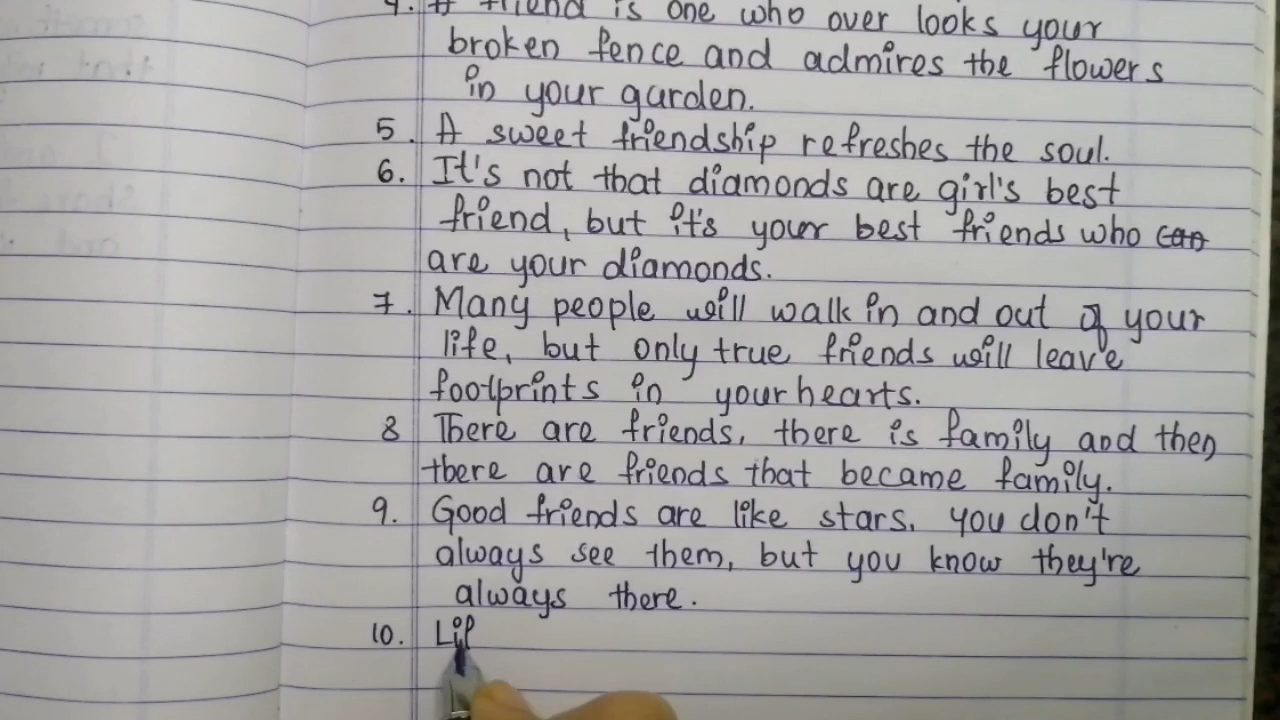 4. A friend is one who over looks your
broken fence and admires the flowers
in your garden.
5. A sweet friendship refreshes the soul.
6. It's not that diamonds are girl's best
friend, but it's your best friends who can
are your diamonds.
7. Many people will walk in and out of your
life, but only true friends will leave
footprints in your hearts.
8 There are friends, there is family and then
there are friends that became family.
9. Good friends are like stars. you don't
always see them, but you know they're
always there.
10.